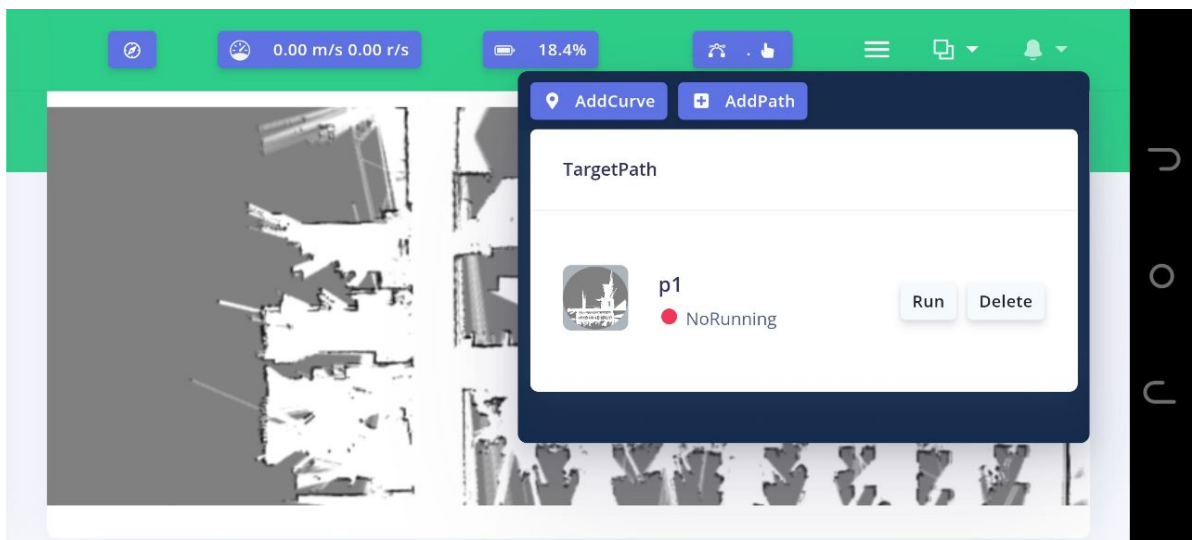 0.00 m/s 0.00 r/s
18.4%
.
AddCurve
AddPath
TargetPath
p1
NoRunning
Run
Delete